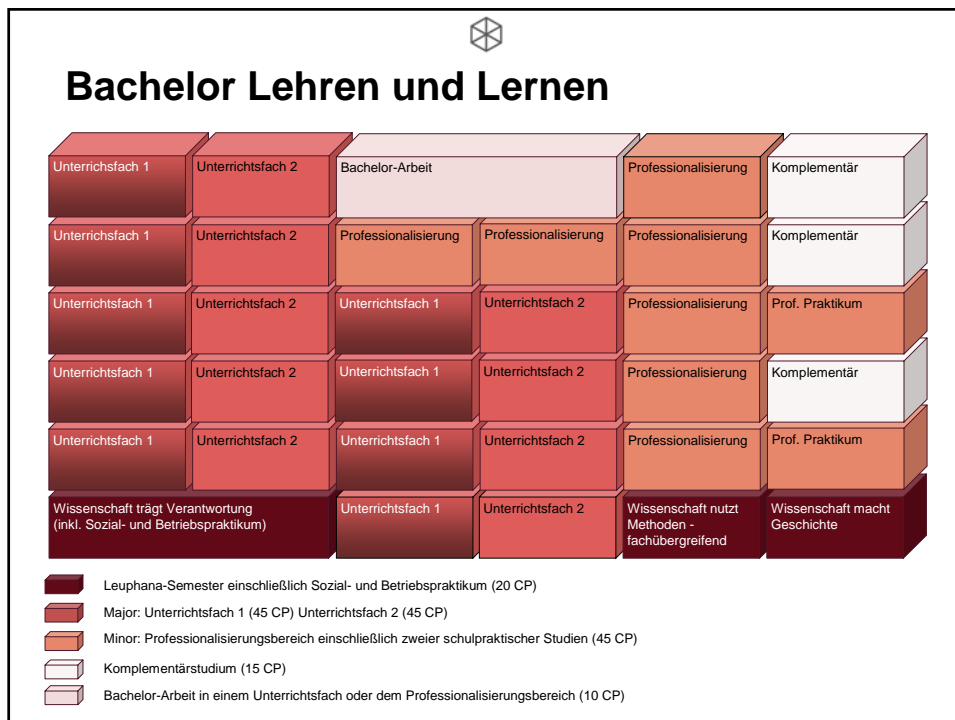 Bachelor Lehren und Lernen
Unterrichsfach 1
Unterrichtsfach 2
Bachelor-Arbeit
Professionalisierung
Komplementär
Unterrichsfach 1
Unterrichtsfach 2
Professionalisierung
Professionalisierung
Professionalisierung
Komplementär
Unterrichtsfach 1
Unterrichtsfach 2
Unterrichtsfach 1
Unterrichtsfach 2
Professionalisierung
Prof. Praktikum
Unterrichtsfach 1
Unterrichtsfach 2
Unterrichtsfach 1
Unterrichtsfach 2
Professionalisierung
Komplementär
Unterrichtsfach 1
Unterrichtsfach 2
Unterrichtsfach 1
Unterrichtsfach 2
Professionalisierung
Prof. Praktikum
Wissenschaft trägt Verantwortung
(inkl. Sozial- und Betriebspraktikum)
Unterrichtsfach 1
Unterrichtsfach 2
Wissenschaft nutzt
Methoden -
fachübergreifend
Wissenschaft macht
Geschichte
Leuphana-Semester einschließlich Sozial- und Betriebspraktikum (20 CP)
Major: Unterrichtsfach 1 (45 CP) Unterrichtsfach 2 (45 CP)
Minor: Professionalisierungsbereich einschließlich zweier schulpraktischer Studien (45 CP)
Komplementärstudium (15 CP)
Bachelor-Arbeit in einem Unterrichtsfach oder dem Professionalisierungsbereich (10 CP)